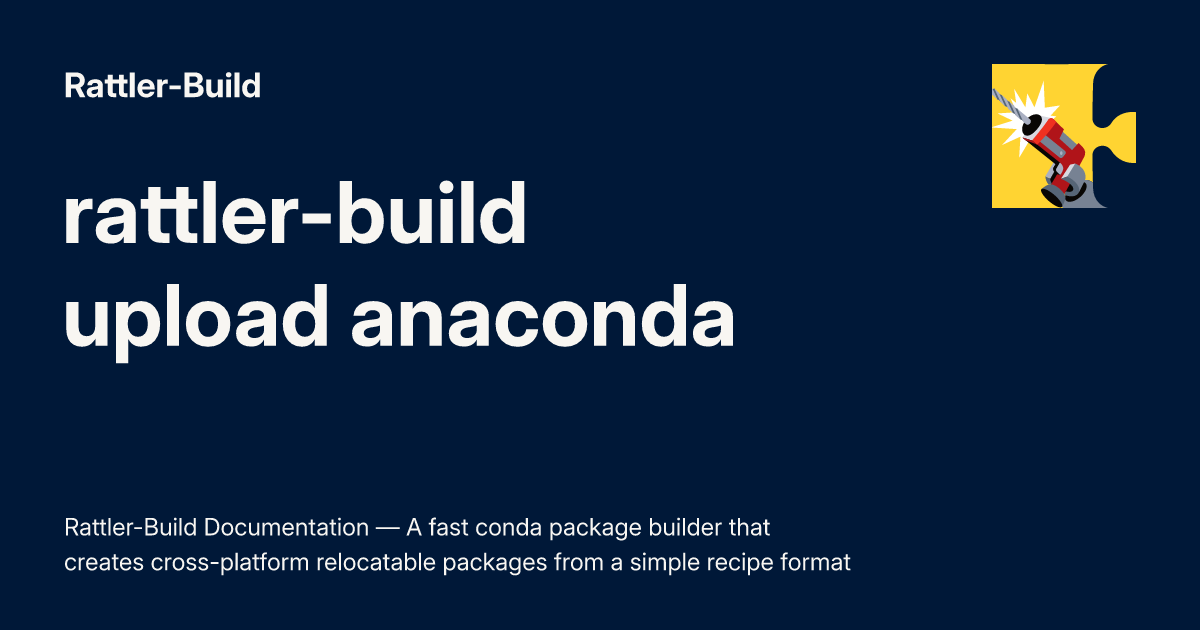 Rattler-Build
rattler-build
upload anaconda
Rattler-Build Documentation — A fast conda package builder that
creates cross-platform relocatable packages from a simple recipe format